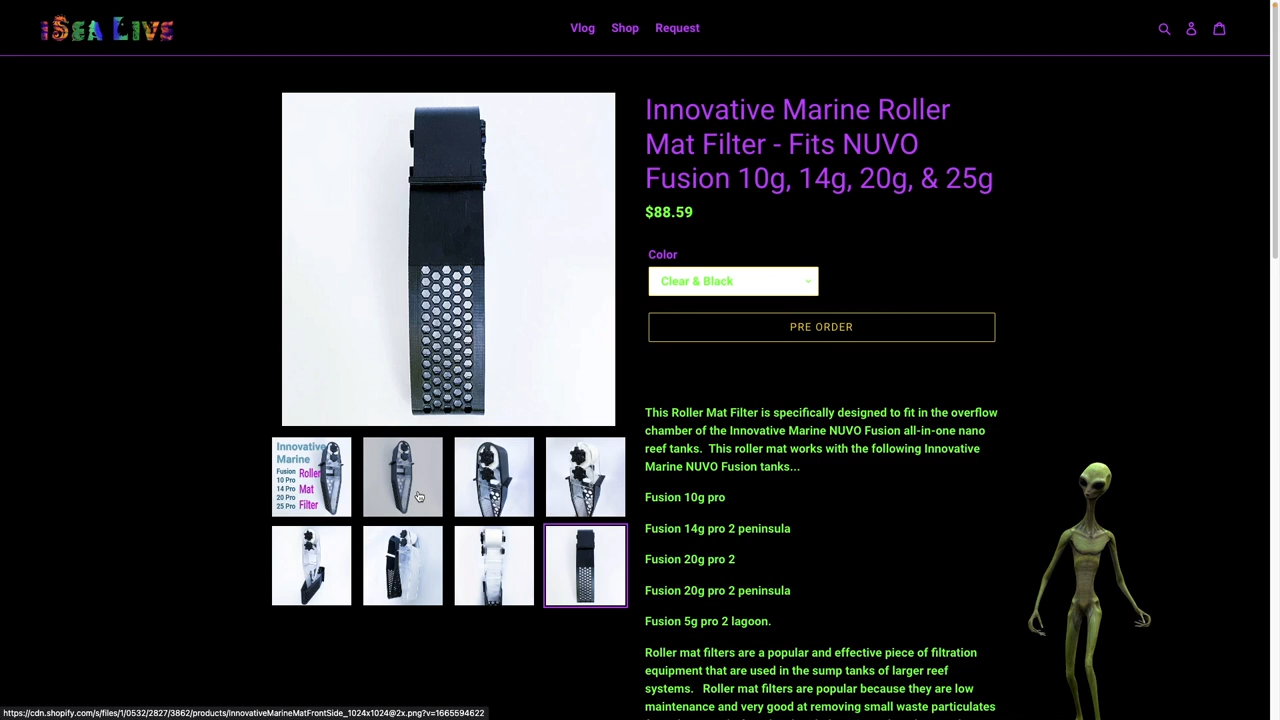 iSea Live
Vlog
Shop
Request
Innovative Marine Roller
Mat Filter - Fits NUVO
Fusion 10g, 14g, 20g, & 25g
$88.59
Color
Clear & Black
PRE ORDER
This Roller Mat Filter is specifically designed to fit in the overflow
chamber of the Innovative Marine NUVO Fusion all-in-one nano
reef tanks. This roller mat works with the following Innovative
Marine NUVO Fusion tanks...
Innovative
Marine
Fusion
10 Pro
14 Pro
20 Pro
25 Pro
Roller
Mat
Filter
Fusion 10g pro
Fusion 14g pro 2 peninsula
Fusion 20g pro 2
Fusion 20g pro 2 peninsula
Fusion 5g pro 2 lagoon.
Roller mat filters are a popular and effective piece of filtration
equipment that are used in the sump tanks of larger reef
systems. Roller mat filters are popular because they are low
maintenance and very good at removing small waste particulates
https://cdn.shopify.com/s/files/1/0532/2827/3862/products/InnovativeMarineMatFrontSide_1024x1024@2x.png?v=1665594622